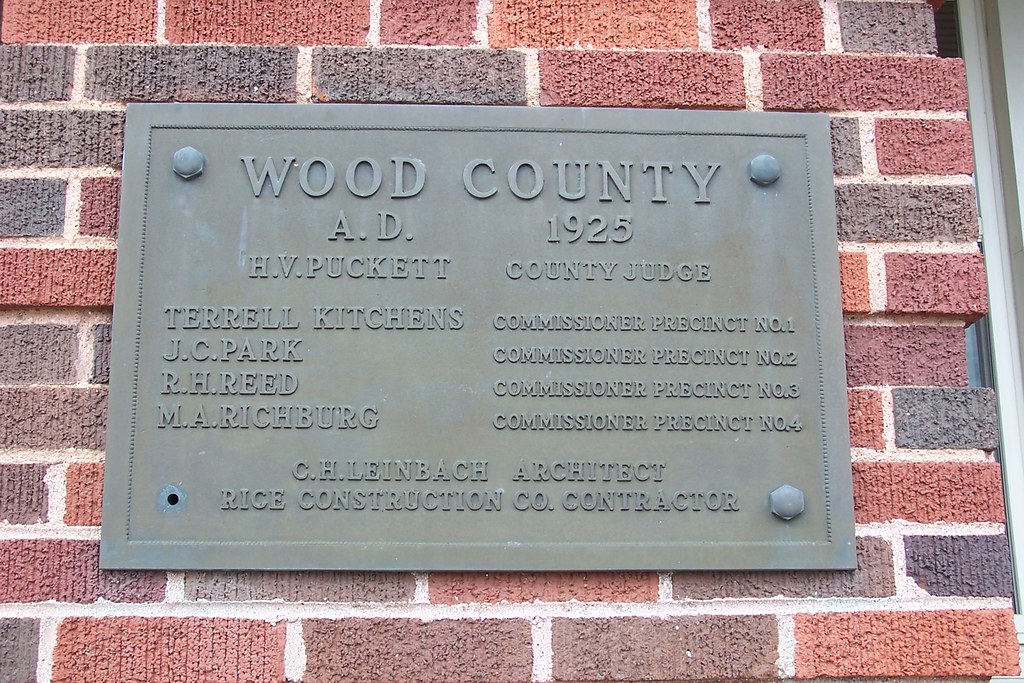 WOOD COUNTY
A.D. 1925
H.V. PUCKETT COUNTY JUDGE
TERRELL KITCHENS COMMISSIONER PRECINCT NO.1
J.C. PARK COMMISSIONER PRECINCT NO.2
R.H. REED COMMISSIONER PRECINCT NO.3
M.A. RICHBURG COMMISSIONER PRECINCT NO.4
C.H. LEINBACH ARCHITECT
RICE CONSTRUCTION CO. CONTRACTOR